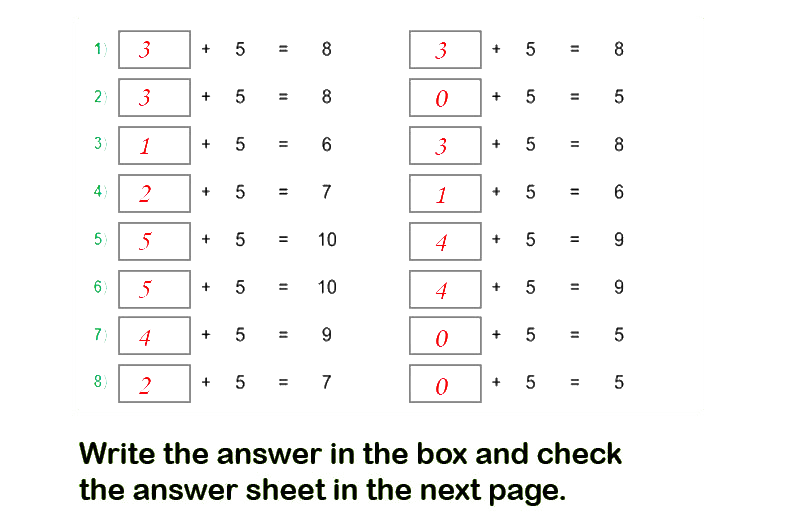 1) 3 + 5 = 8 3 + 5 = 8
2) 3 + 5 = 8 0 + 5 = 5
3) 1 + 5 = 6 3 + 5 = 8
4) 2 + 5 = 7 1 + 5 = 6
5) 5 + 5 = 10 4 + 5 = 9
6) 5 + 5 = 10 4 + 5 = 9
7) 4 + 5 = 9 0 + 5 = 5
8) 2 + 5 = 7 0 + 5 = 5
Write the answer in the box and check
the answer sheet in the next page.